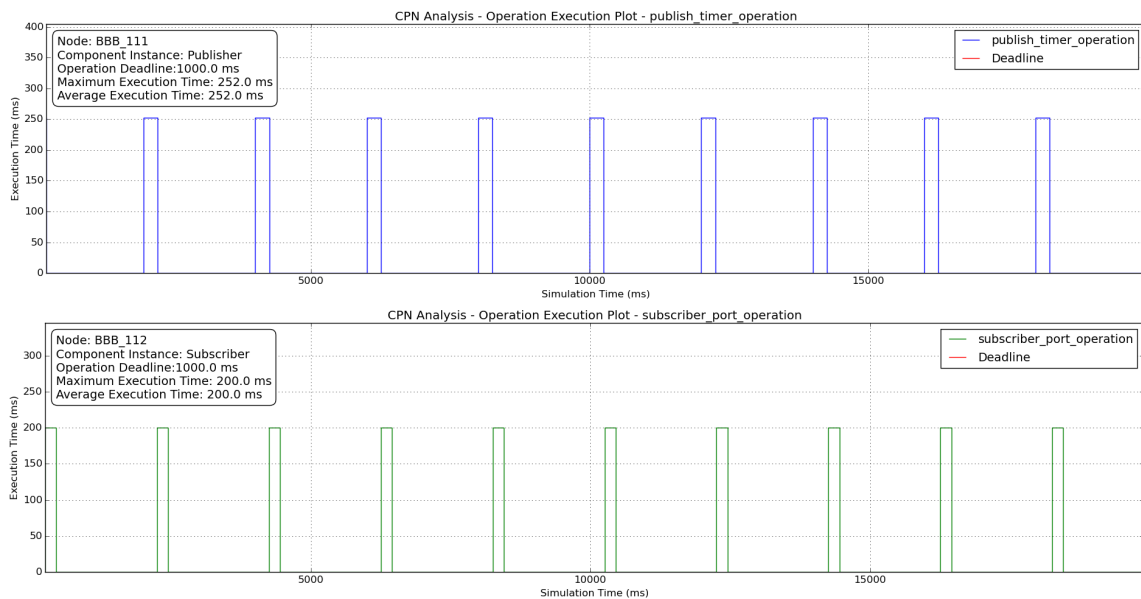 CPN Analysis - Operation Execution Plot - publish_timer_operation
400
350
300
250
200
150
100
50
0
Execution Time (ms)
Node: BBB_111
Component Instance: Publisher
Operation Deadline:1000.0 ms
Maximum Execution Time: 252.0 ms
Average Execution Time: 252.0 ms
publish_timer_operation
Deadline
5000
10000
15000
Simulation Time (ms)
CPN Analysis - Operation Execution Plot - subscriber_port_operation
300
250
200
150
100
50
0
Execution Time (ms)
Node: BBB_112
Component Instance: Subscriber
Operation Deadline:1000.0 ms
Maximum Execution Time: 200.0 ms
Average Execution Time: 200.0 ms
subscriber_port_operation
Deadline
5000
10000
15000
Simulation Time (ms)